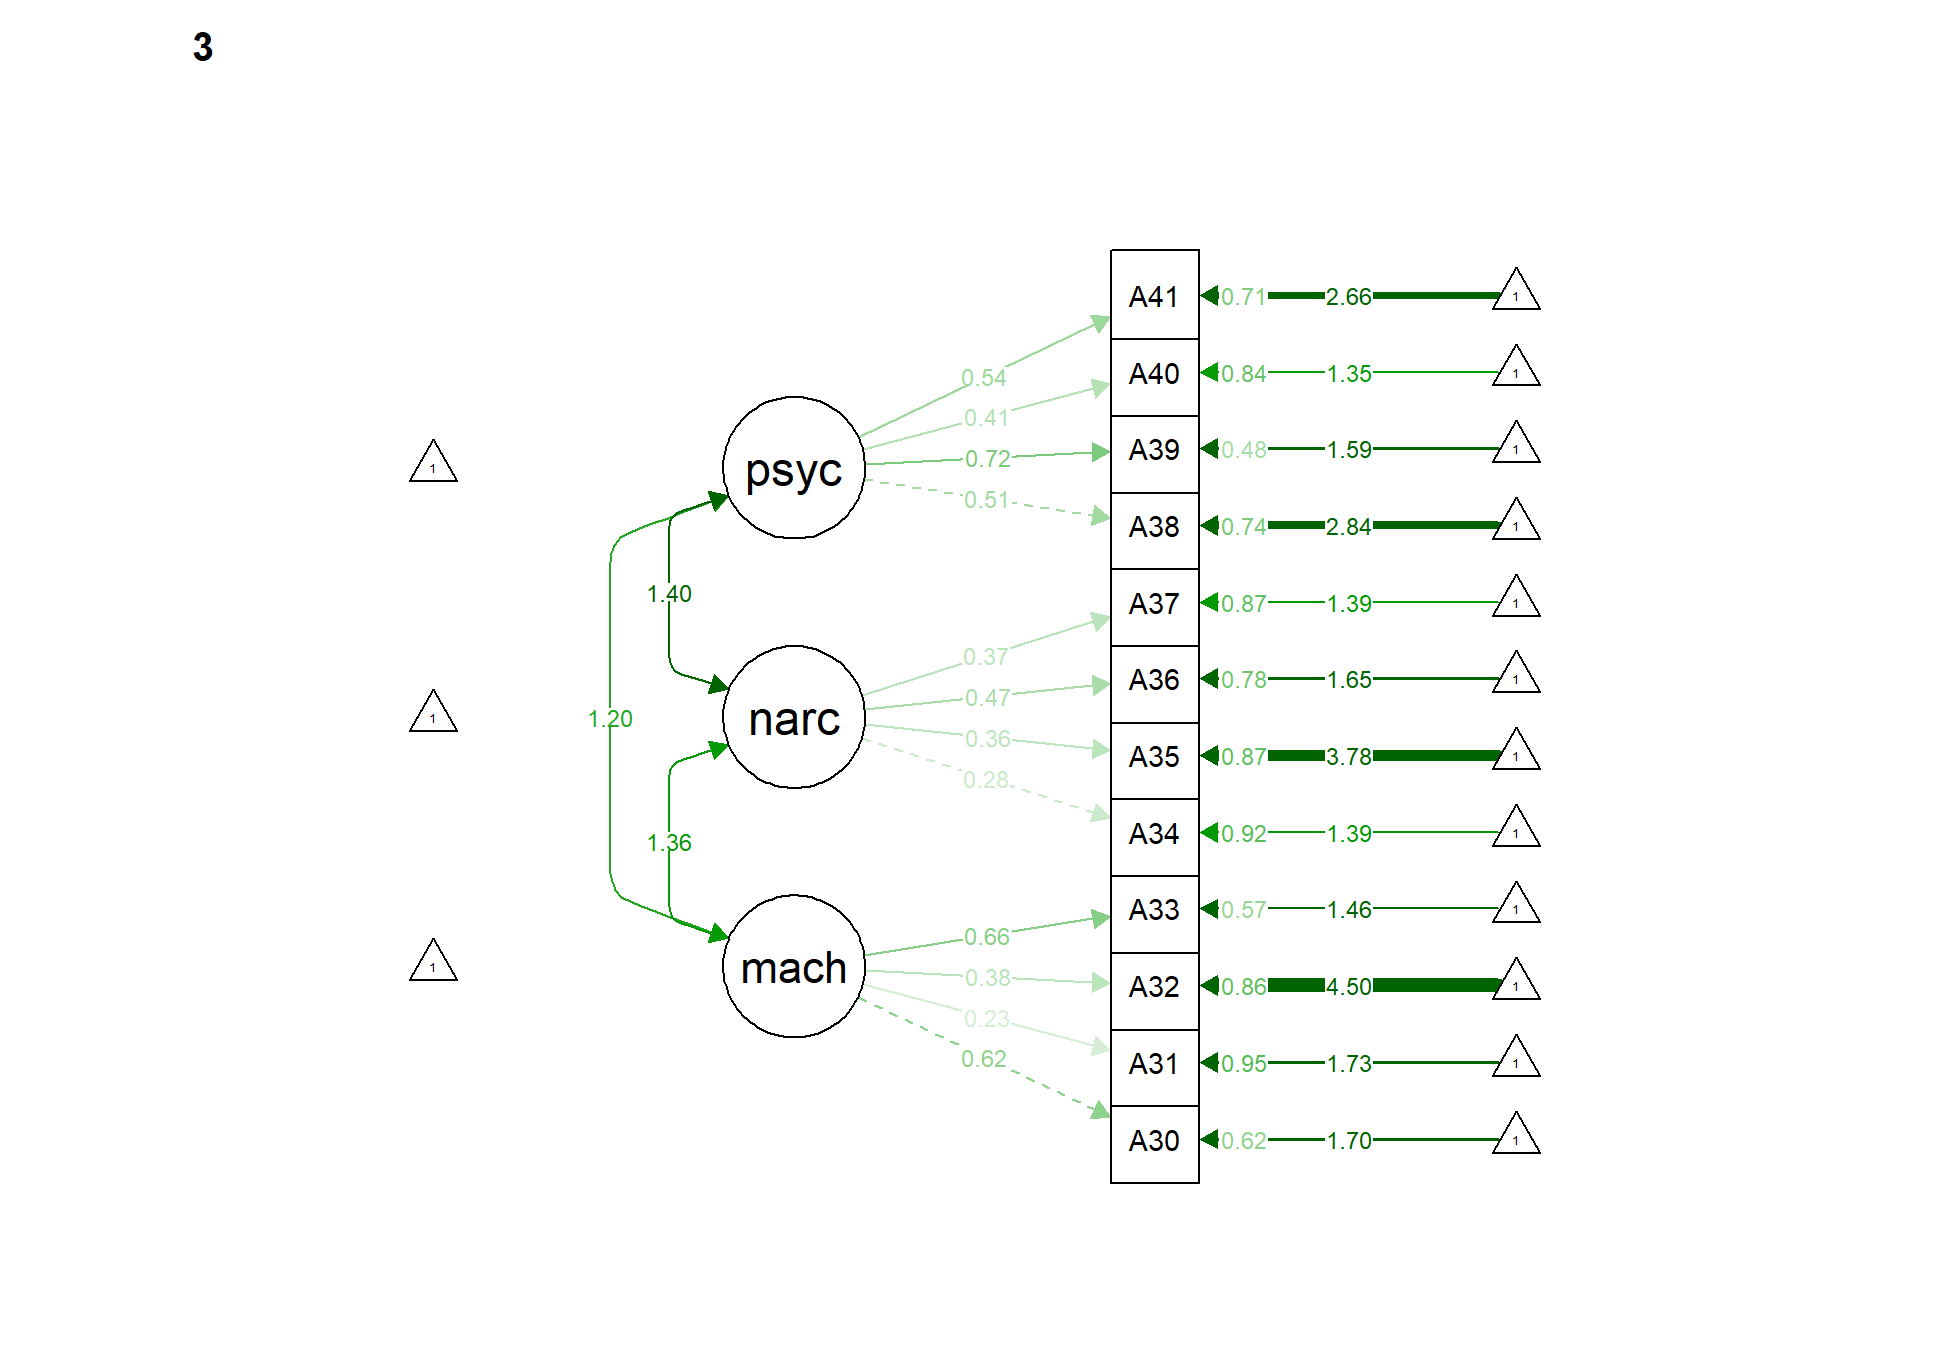 3
A41 0.71 2.66 1
0.54
A40 0.84 1.35 1
0.41
psyc 0.72 A39 0.48 1.59 1
1
0.51
A38 0.74 2.84 1
1.40
A37 0.87 1.39 1
0.37
A36 0.78 1.65 1
0.47
1 1.20 narc
0.36 A35 0.87 3.78 1
0.28
A34 0.92 1.39 1
1.36
A33 0.57 1.46 1
0.66
1 mach 0.38 A32 0.86 4.50 1
0.23
A31 0.95 1.73 1
0.62
A30 0.62 1.70 1